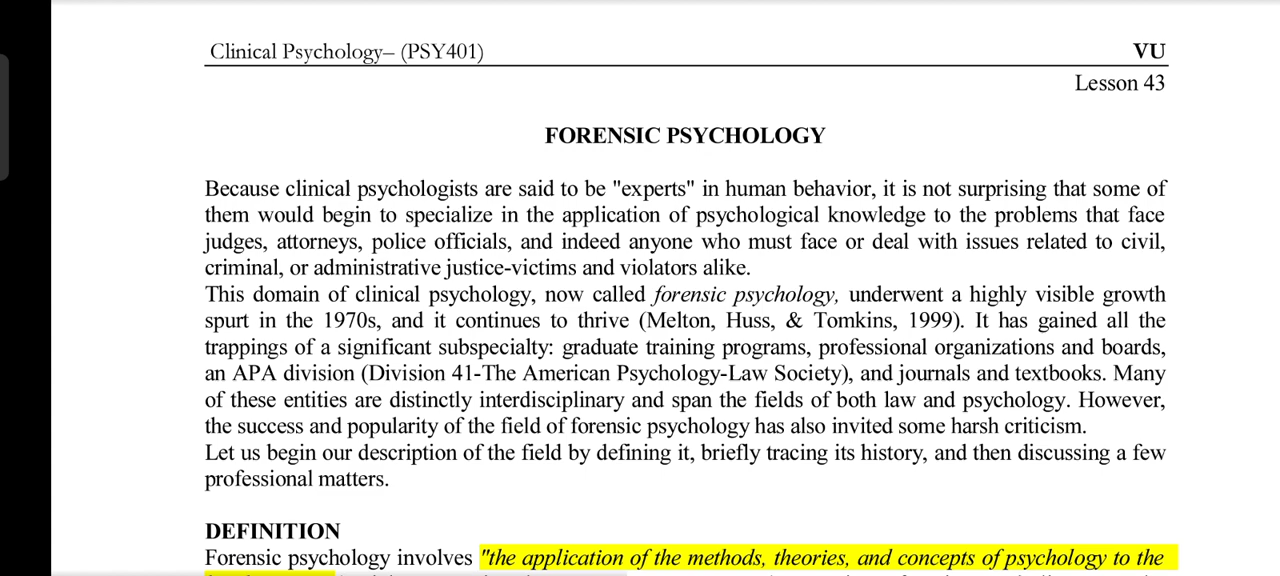 Clinical Psychology– (PSY401) VU
Lesson 43
FORENSIC PSYCHOLOGY
Because clinical psychologists are said to be "experts" in human behavior, it is not surprising that some of
them would begin to specialize in the application of psychological knowledge to the problems that face
judges, attorneys, police officials, and indeed anyone who must face or deal with issues related to civil,
criminal, or administrative justice-victims and violators alike.
This domain of clinical psychology, now called forensic psychology, underwent a highly visible growth
spurt in the 1970s, and it continues to thrive (Melton, Huss, & Tomkins, 1999). It has gained all the
trappings of a significant subspecialty: graduate training programs, professional organizations and boards,
an APA division (Division 41-The American Psychology-Law Society), and journals and textbooks. Many
of these entities are distinctly interdisciplinary and span the fields of both law and psychology. However,
the success and popularity of the field of forensic psychology has also invited some harsh criticism.
Let us begin our description of the field by defining it, briefly tracing its history, and then discussing a few
professional matters.
DEFINITION
Forensic psychology involves "the application of the methods, theories, and concepts of psychology to the